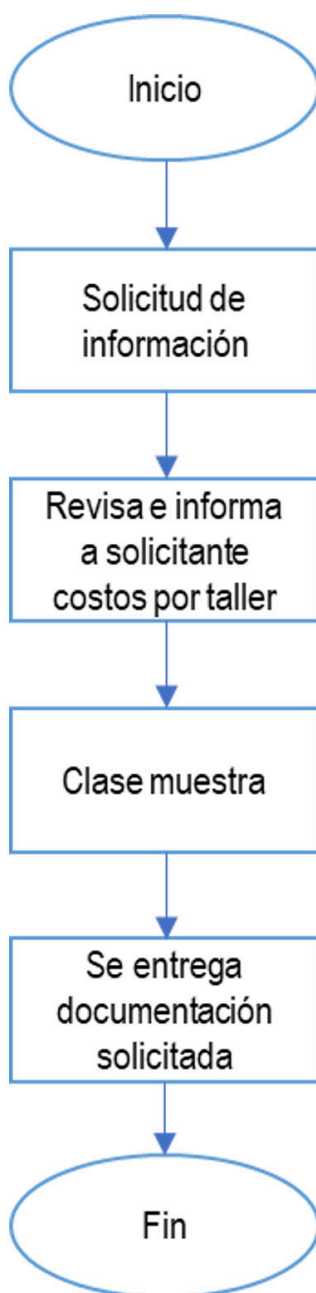 Inicio
Solicitud de
información
Revisa e informa
a solicitante
costos por taller
Clase muestra
Se entrega
documentación
solicitada
Fin